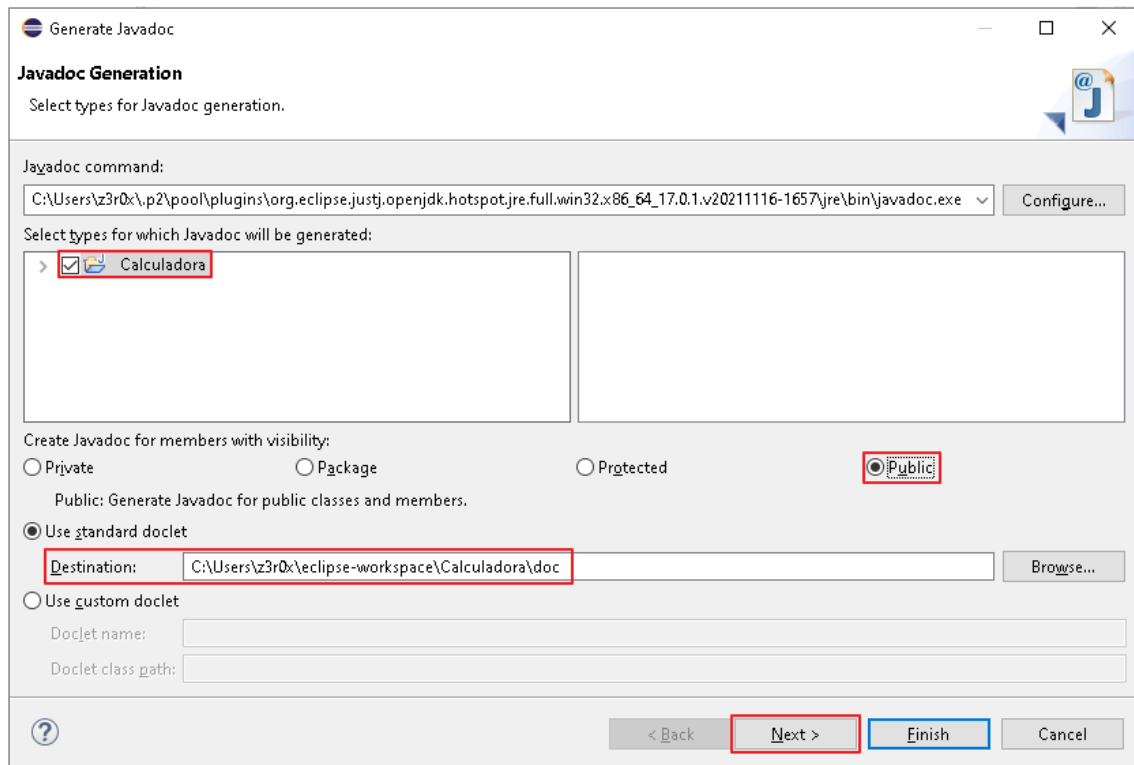 Generate Javadoc
Javadoc Generation
Select types for Javadoc generation.
Javadoc command:
C:\Users\z3r0x\.p2\pool\plugins\org.eclipse.justj.openjdk.hotspot.jre.full.win32.x86_64_17.0.1.v20211116-1657\jre\bin\javadoc.exe Configure...
Select types for which Javadoc will be generated:
Calculadora
Create Javadoc for members with visibility:
Private Package Protected Public
Public: Generate Javadoc for public classes and members.
Use standard doclet
Destination: C:\Users\z3r0x\eclipse-workspace\Calculadora\doc Browse...
Use custom doclet
Doclet name:
Doclet class path:
< Back Next > Finish Cancel